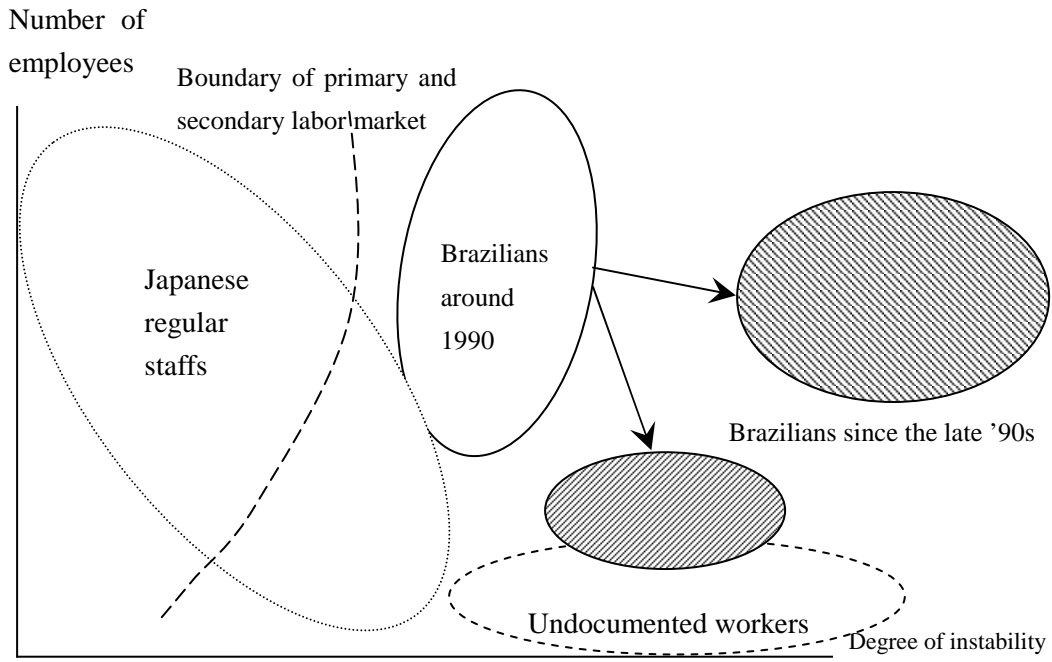 Number of
employees
Boundary of primary and
secondary labor market
Japanese
regular
staffs
Brazilians
around
1990
Brazilians since the late ’90s
Undocumented workers
Degree of instability